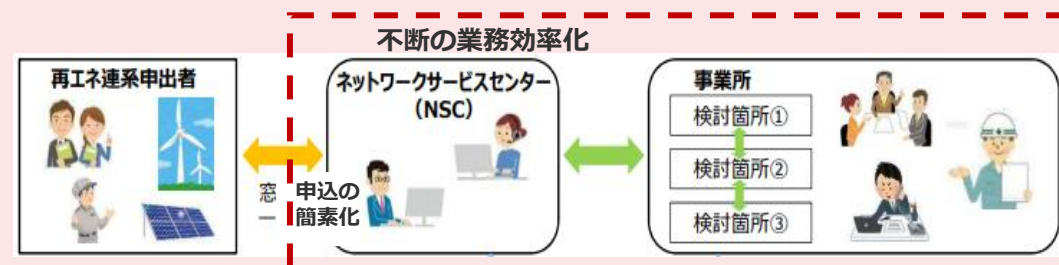 不断の業務効率化
再エネ連系申出者
窓
申込の
簡素化
ネットワークサービスセンター
(NSC)
事業所
検討箇所①
検討箇所②
検討箇所③